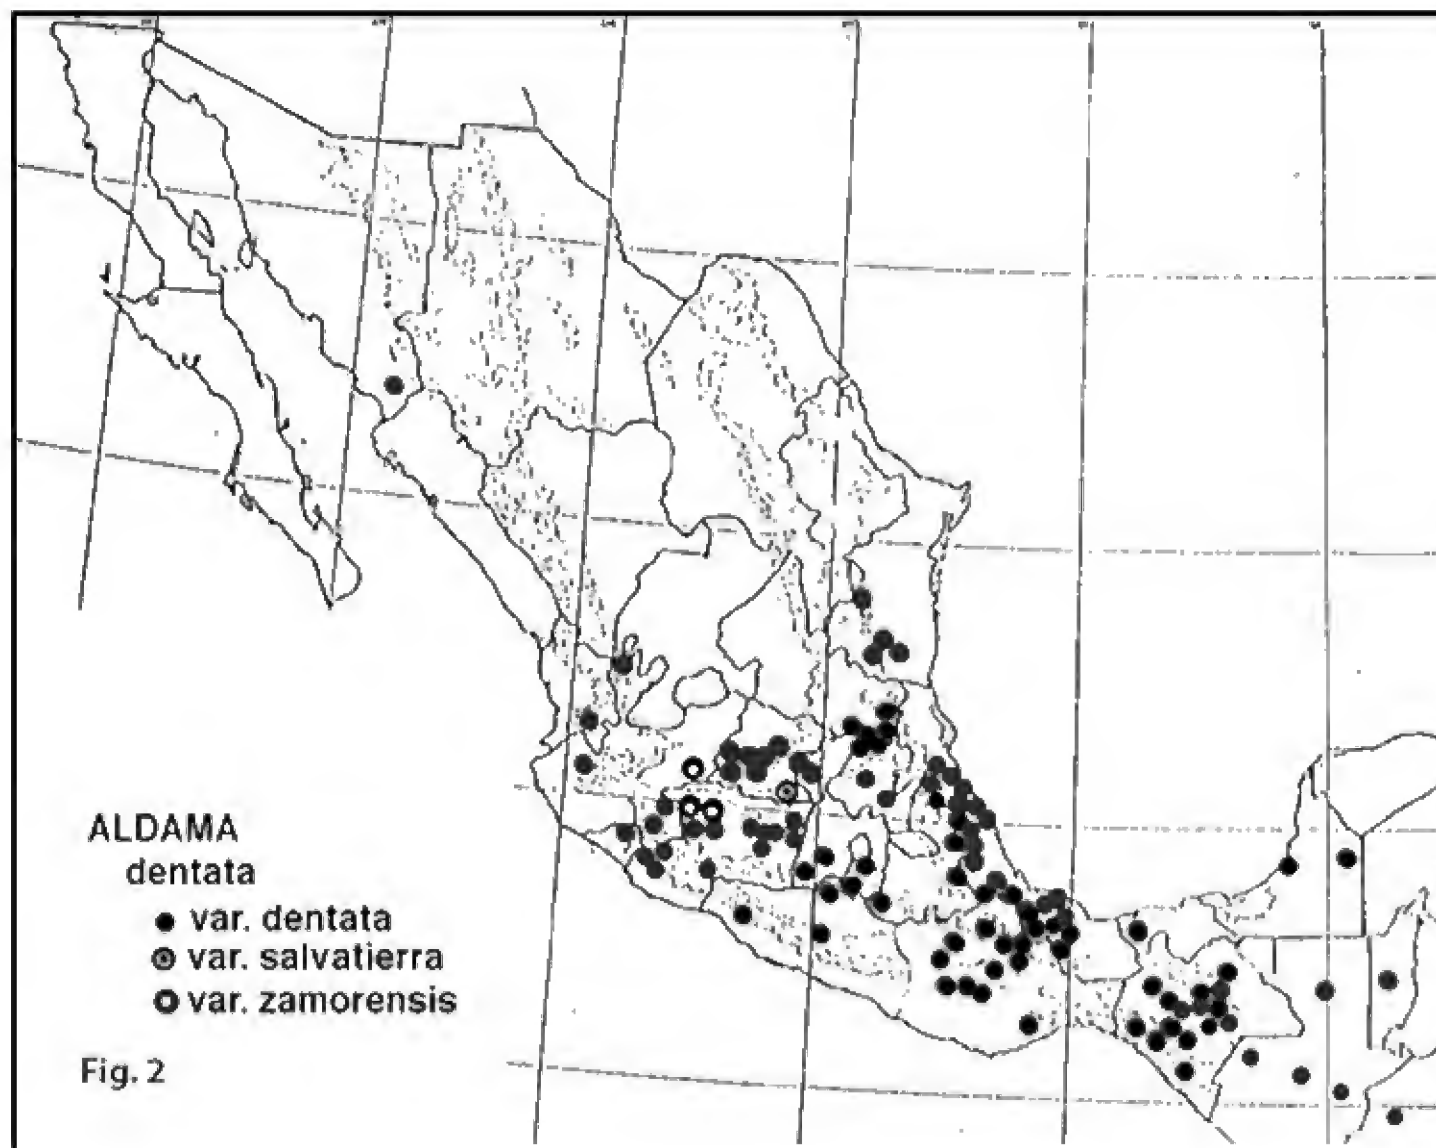 ALDAMA
dentata
var. dentata
var. salvatierra
var. zamorensis
Fig. 2